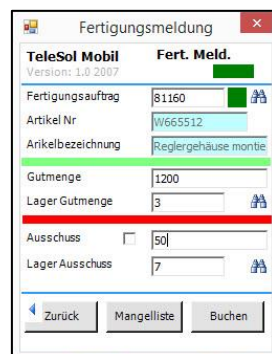 Fertigungsmeldung
TeleSol Mobil Fert. Meld.
Version: 1.0 2007
Fertigungsauftrag 81160
Artikel Nr W665512
Arikelbezeichnung Reglergehäuse montie
Gutmenge 1200
Lager Gutmenge 3
Ausschuss 50
Lager Ausschuss 7
Zurück Mangelliste Buchen